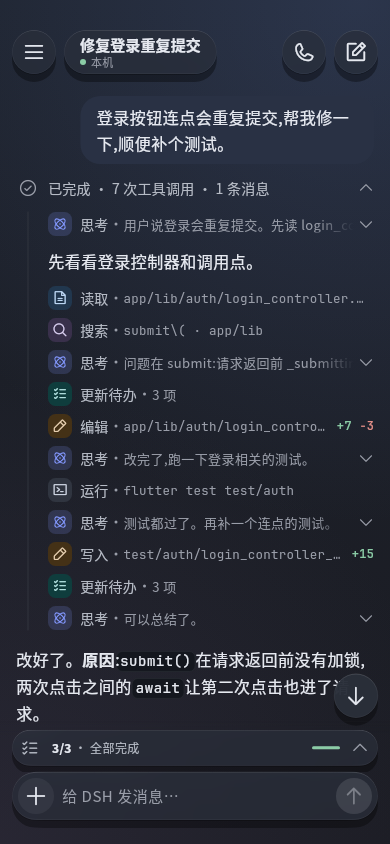 修复登录重复提交
本机
登录按钮连点会重复提交,帮我修一
下,顺便补个测试。
已完成 · 7 次工具调用 · 1 条消息
思考 · 用户说登录会重复提交。先读 login_c
先看看登录控制器和调用点。
读取 · app/lib/auth/login_controller.…
搜索 · submit\( · app/lib
思考 · 问题在 submit:请求返回前 _submitti
更新待办 · 3 项
编辑 · app/lib/auth/login_contro… +7 -3
思考 · 改完了,跑一下登录相关的测试。
运行 · flutter test test/auth
思考 · 测试都过了。再补一个连点的测试。
写入 · test/auth/login_controller_… +15
更新待办 · 3 项
思考 · 可以总结了。
改好了。原因:submit() 在请求返回前没有加锁,
两次点击之间的 await 让第二次点击也进了
求。
3/3 · 全部完成
给 DSH 发消息…